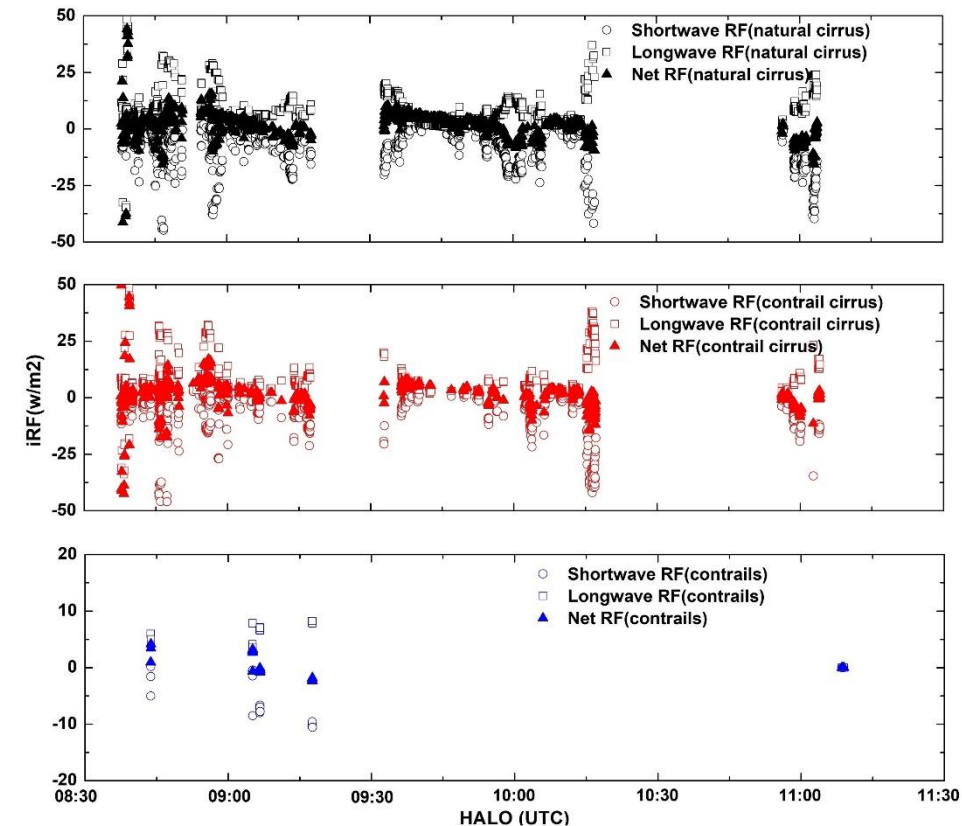 50
25
0
-25
-50
Shortwave RF(natural cirrus)
Longwave RF(natural cirrus)
Net RF(natural cirrus)
iRF(w/m2)
50
25
0
-25
-50
Shortwave RF(contrail cirrus)
Longwave RF(contrail cirrus)
Net RF(contrail cirrus)
20
10
0
-10
-20
Shortwave RF(contrails)
Longwave RF(contrails)
Net RF(contrails)
08:30 09:00 09:30 10:00 10:30 11:00 11:30
HALO (UTC)